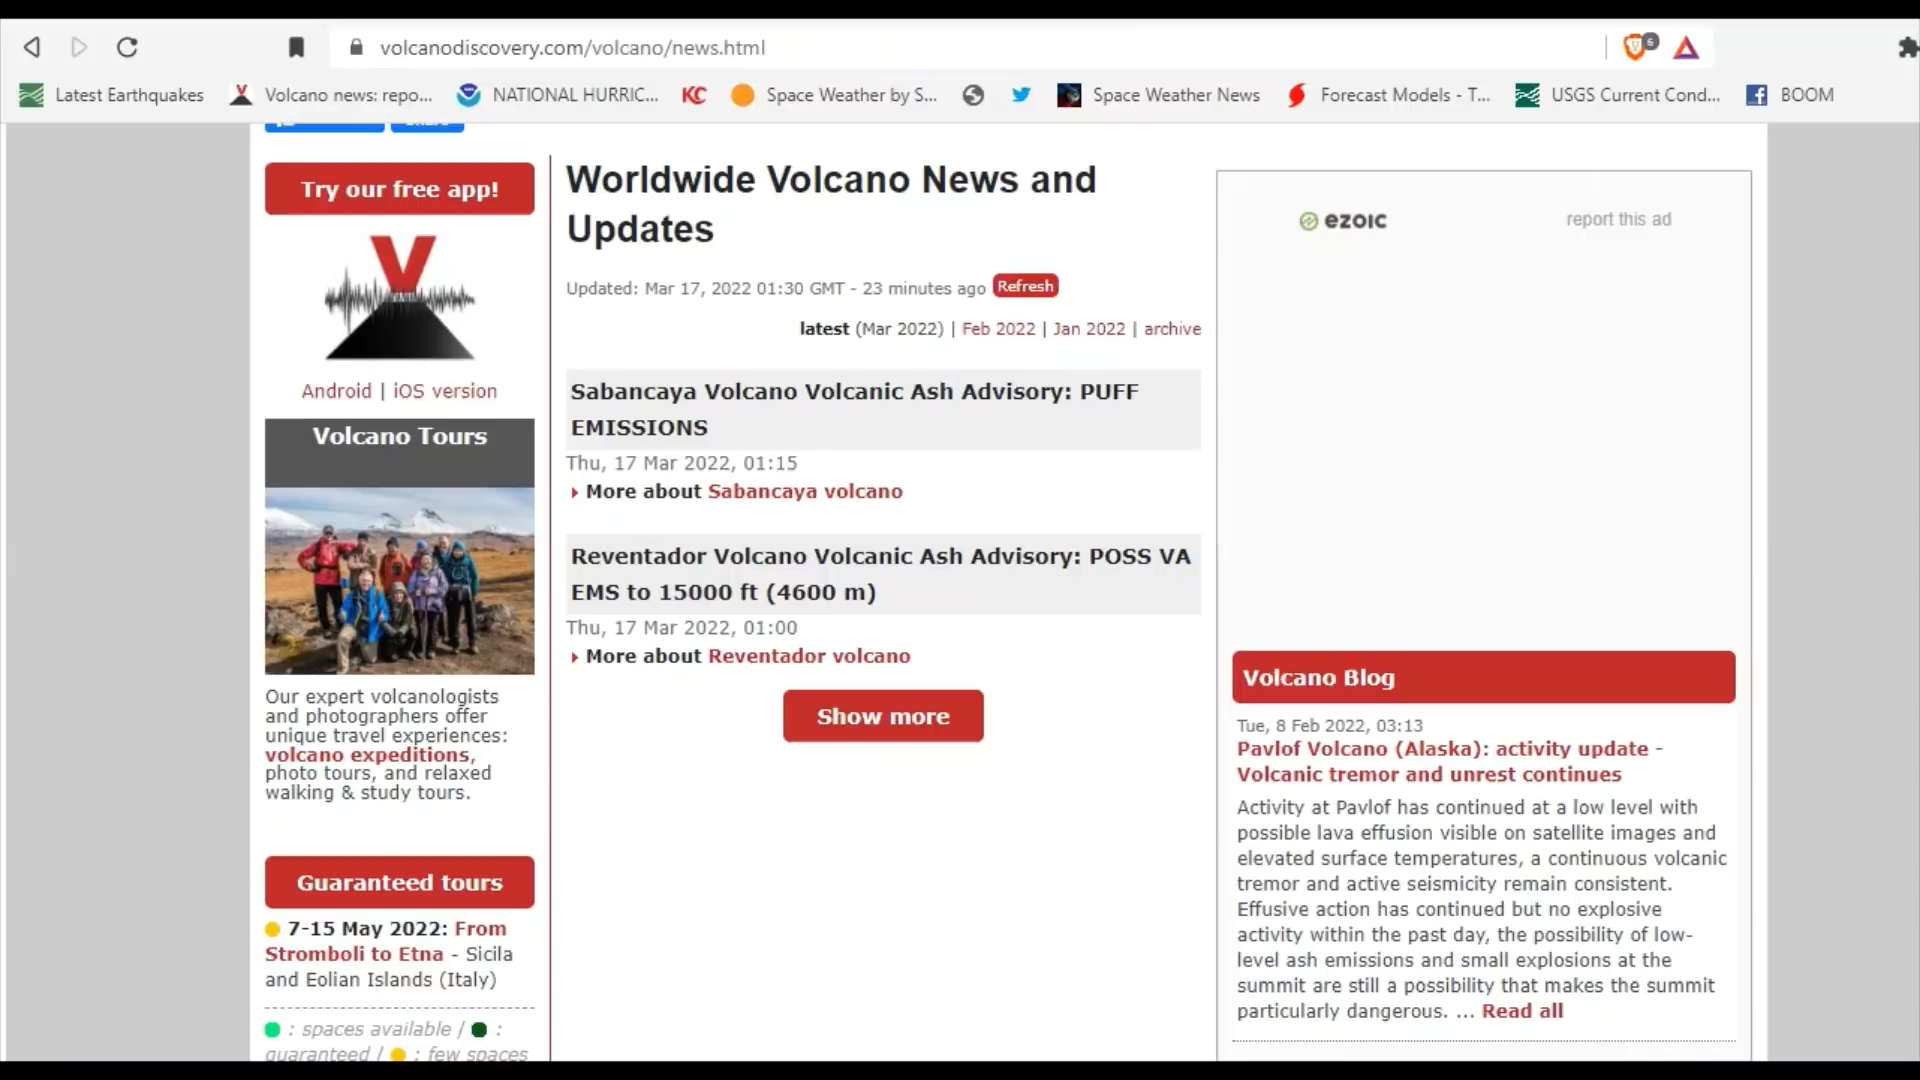 volcanodiscovery.com/volcano/news.html
6
Latest Earthquakes
Volcano news: repo...
NATIONAL HURRIC...
KC
Space Weather by S...
Space Weather News
Forecast Models - T...
USGS Current Cond...
BOOM
Try our free app!
V
Android | iOS version
Volcano Tours
Our expert volcanologists
and photographers offer
unique travel experiences:
volcano expeditions,
photo tours, and relaxed
walking & study tours.
Guaranteed tours
7-15 May 2022: From
Stromboli to Etna - Sicila
and Eolian Islands (Italy)
: spaces available / :
guaranteed / : few spaces
Worldwide Volcano News and
Updates
Updated: Mar 17, 2022 01:30 GMT - 23 minutes ago Refresh
latest (Mar 2022) | Feb 2022 | Jan 2022 | archive
Sabancaya Volcano Volcanic Ash Advisory: PUFF
EMISSIONS
Thu, 17 Mar 2022, 01:15
More about Sabancaya volcano
Reventador Volcano Volcanic Ash Advisory: POSS VA
EMS to 15000 ft (4600 m)
Thu, 17 Mar 2022, 01:00
More about Reventador volcano
Show more
ezoic
report this ad
Volcano Blog
Tue, 8 Feb 2022, 03:13
Pavlof Volcano (Alaska): activity update -
Volcanic tremor and unrest continues
Activity at Pavlof has continued at a low level with
possible lava effusion visible on satellite images and
elevated surface temperatures, a continuous volcanic
tremor and active seismicity remain consistent.
Effusive action has continued but no explosive
activity within the past day, the possibility of low-
level ash emissions and small explosions at the
summit are still a possibility that makes the summit
particularly dangerous. ... Read all